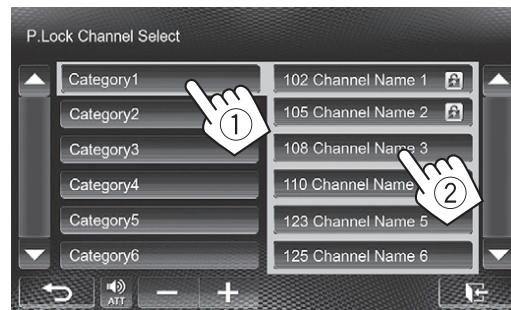 P.Lock Channel Select
Category1
102 Channel Name 1
Category2
105 Channel Name 2
Category3
108 Channel Name 3
Category4
110 Channel Name
Category5
123 Channel Name 5
Category6
125 Channel Name 6
1
2
ATT